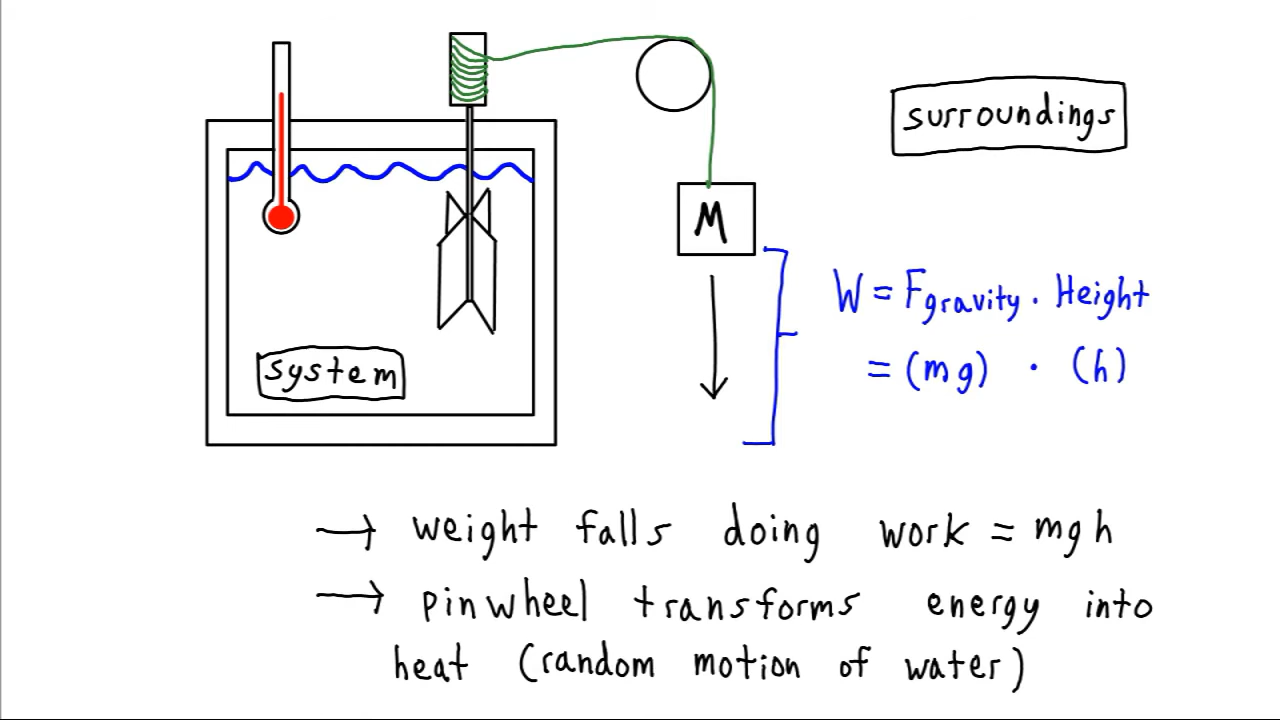 surroundings
M
W = Fgravity · Height
= (mg) · (h)
system
→ weight falls doing work = mgh
→ pinwheel transforms energy into
heat (random motion of water)